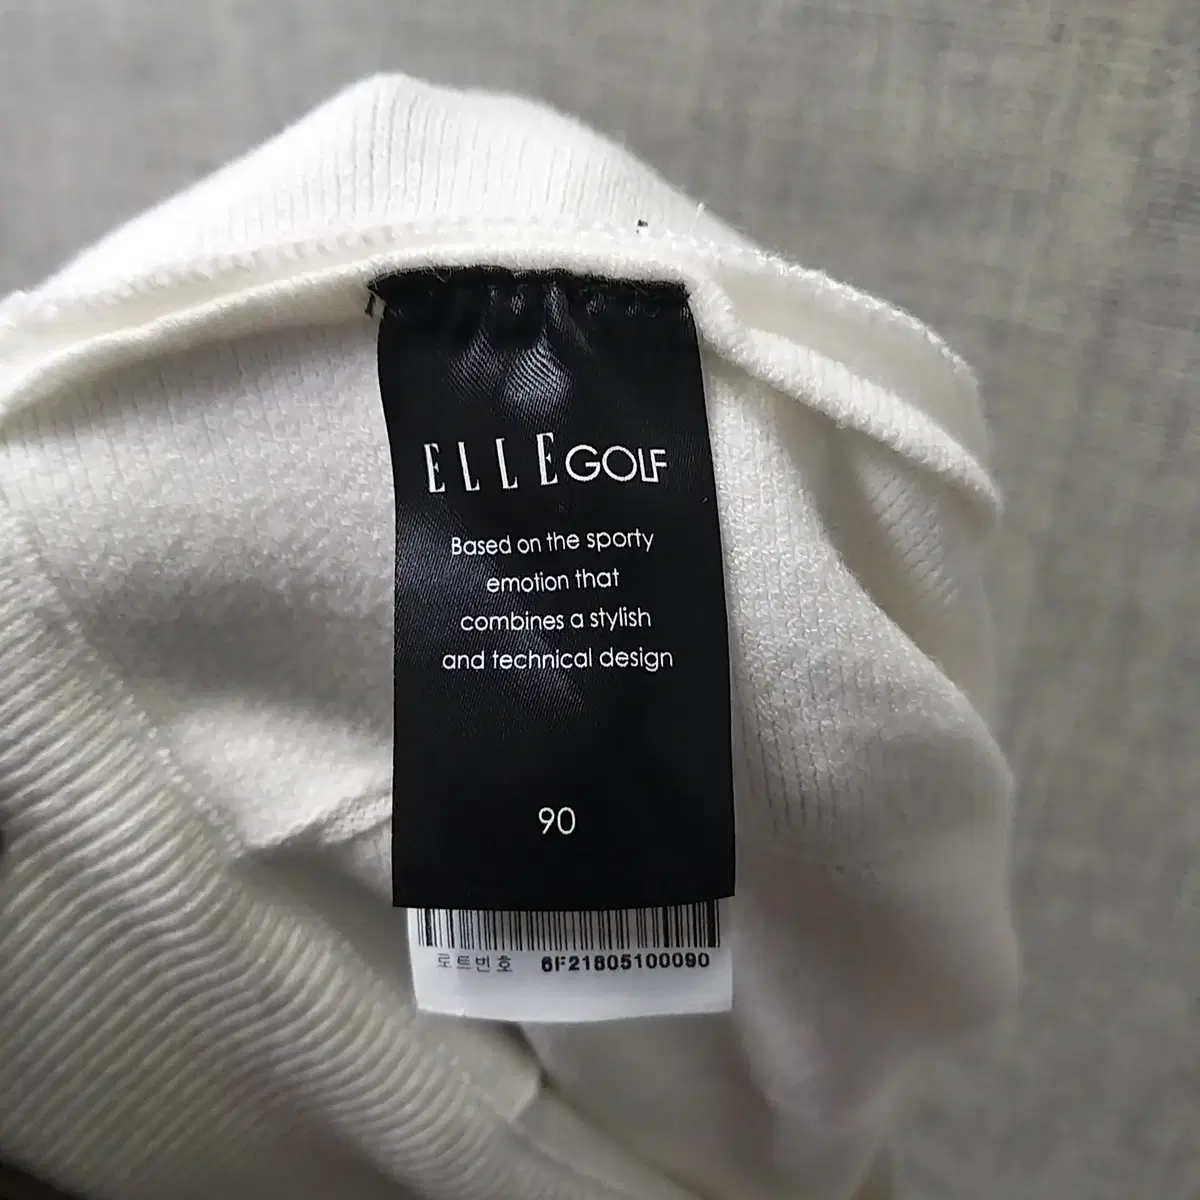 ELLE GOLF
Based on the sporty
emotion that
combines a stylish
and technical design
90
로트번호 6F21805100090